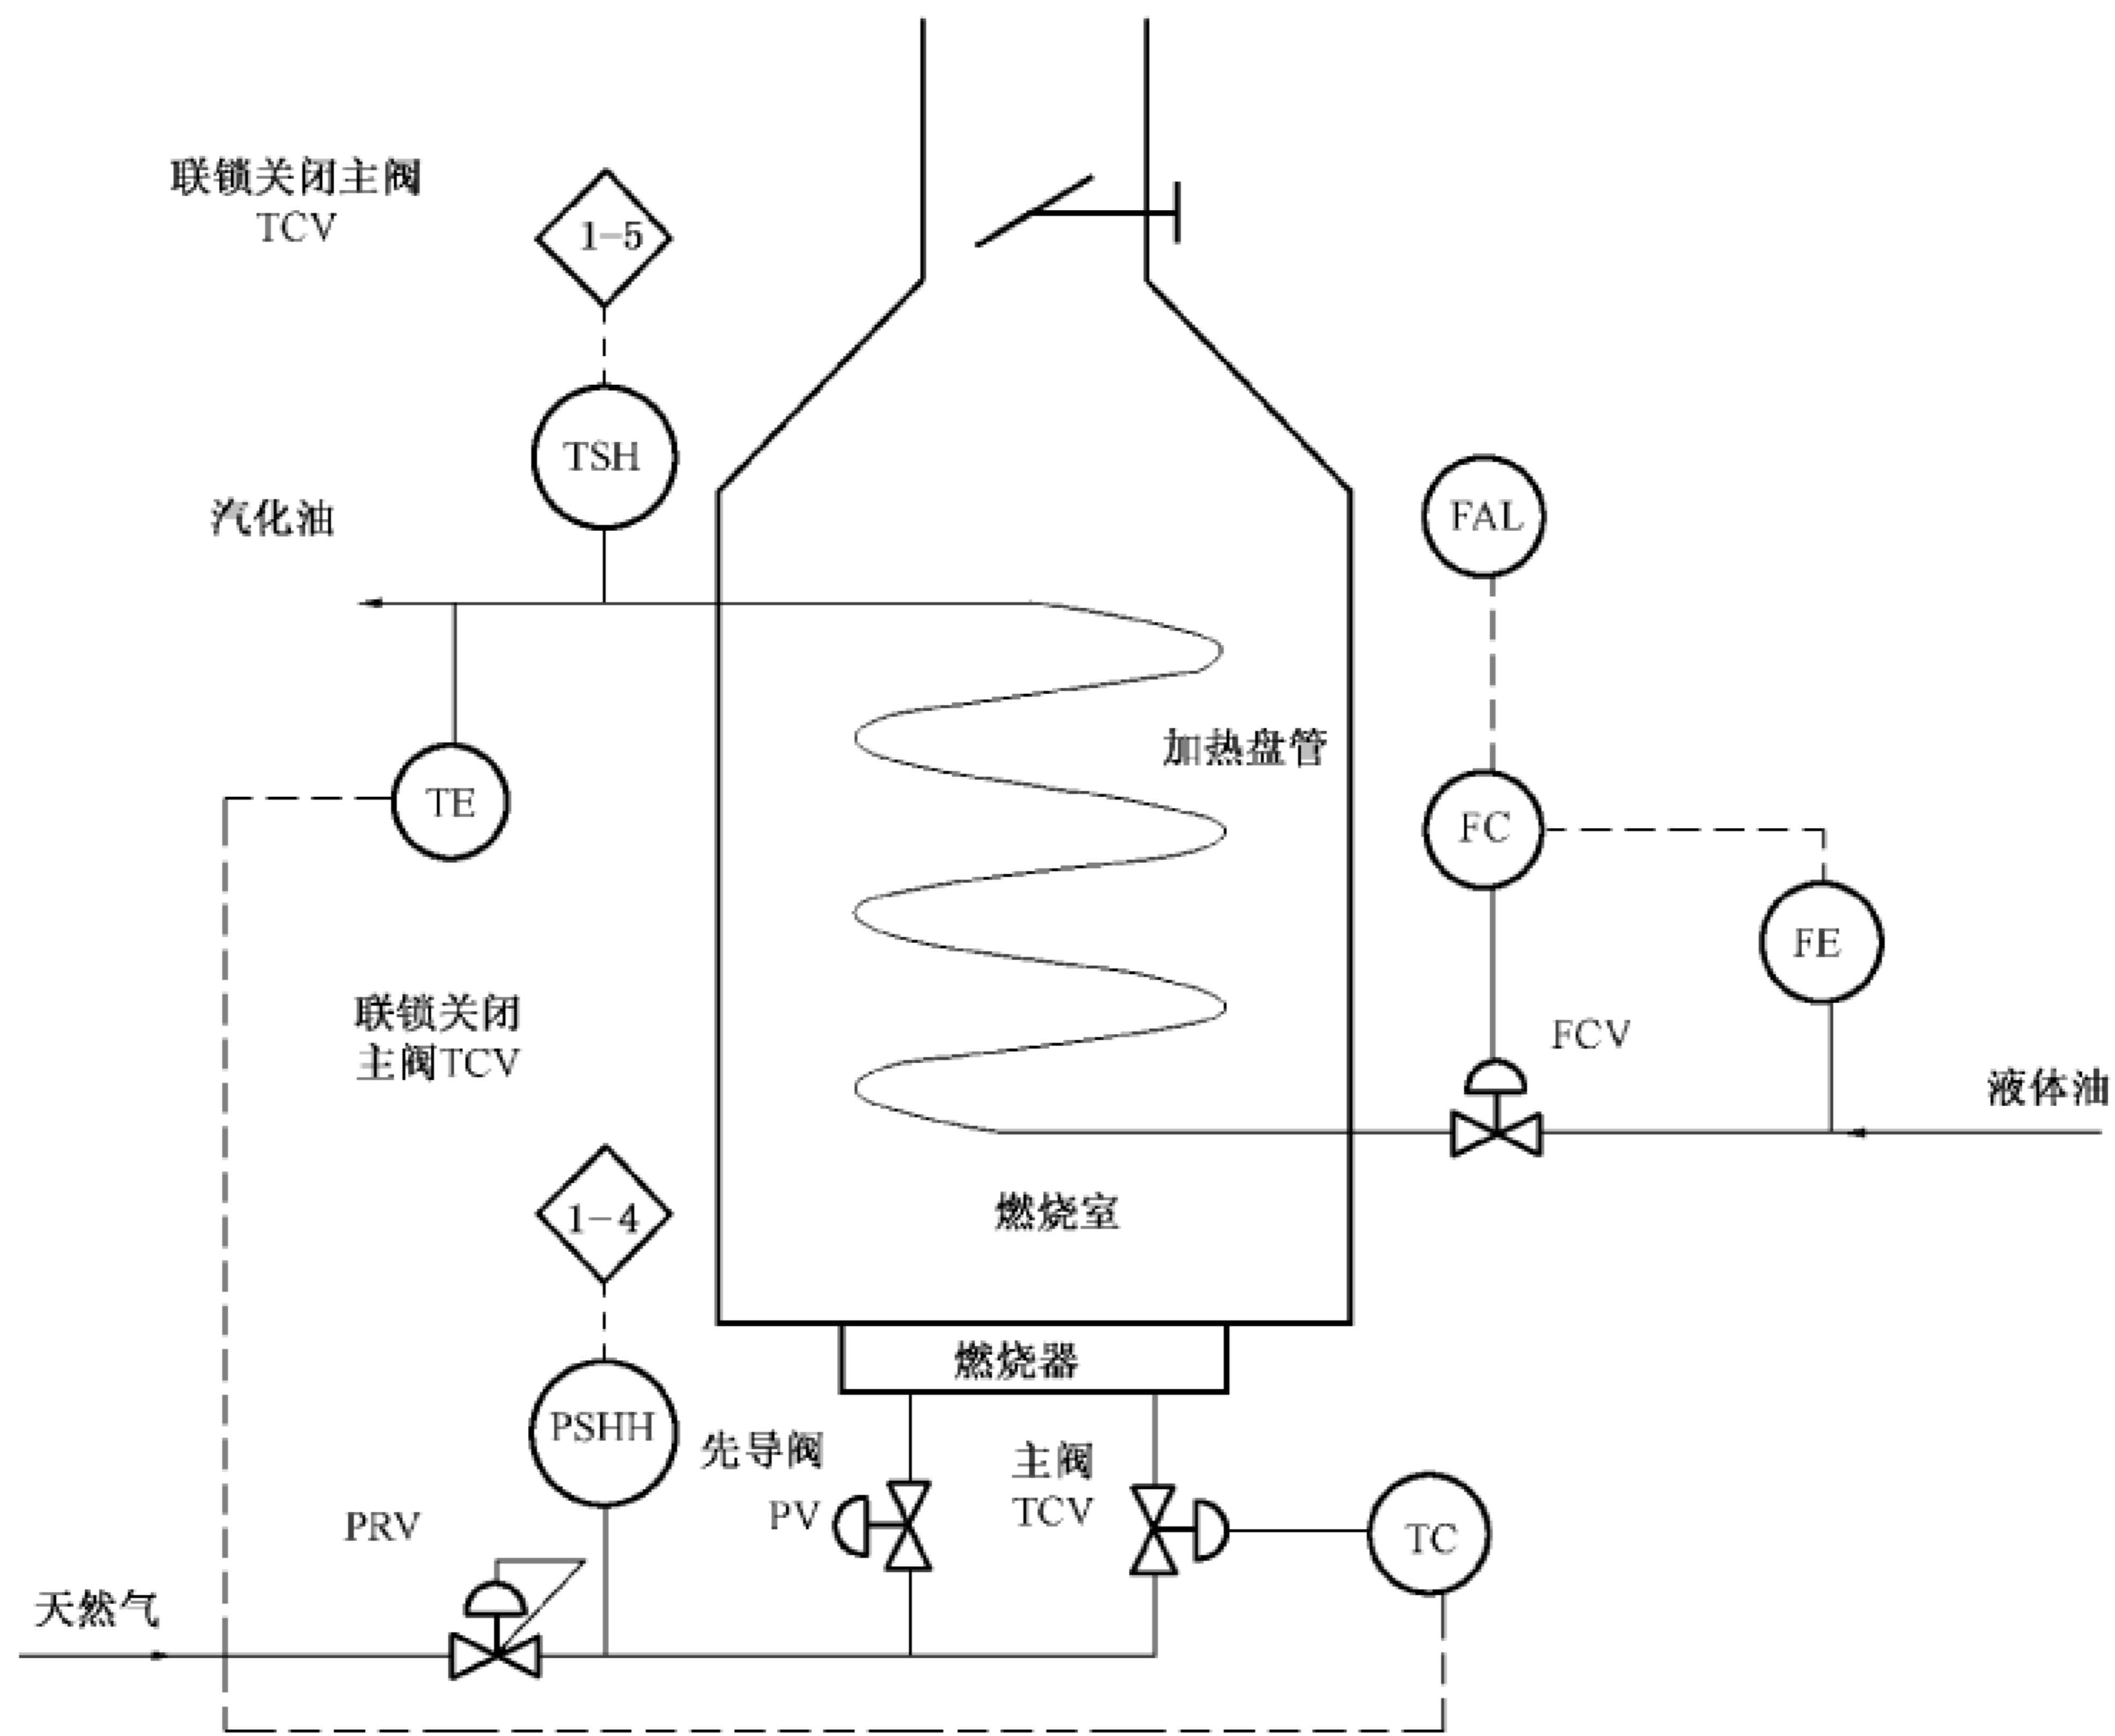 联锁关闭主阀
TCV
1-5
TSH
汽化油
FAL
加热盘管
TE
FC
FE
联锁关闭
主阀TCV
FCV
液体油
1-4
燃烧室
燃烧器
PSHH
先导阀
PV
主阀
TCV
TC
PRV
天然气